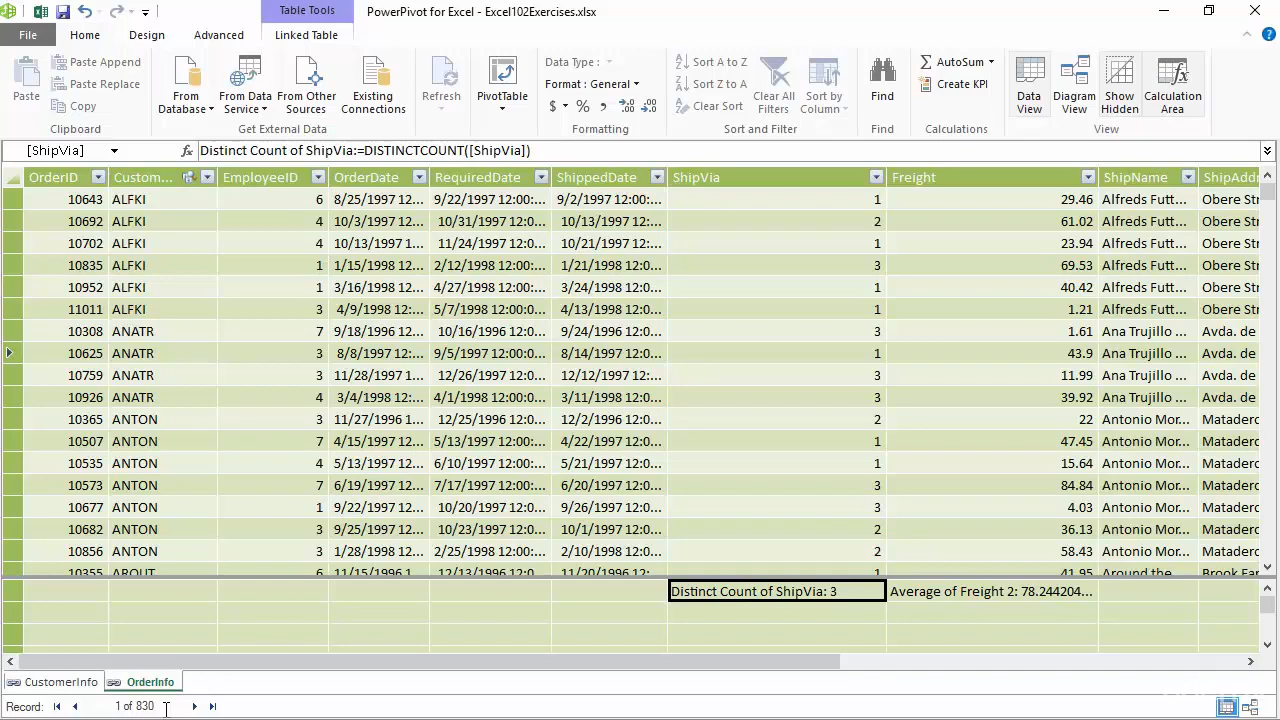 Table Tools
PowerPivot for Excel - Excel102Exercises.xlsx
File Home Design Advanced Linked Table
Paste
Paste Append
Paste Replace
Copy
Clipboard
From Database
From Data Service
From Other Sources
Existing Connections
Get External Data
Refresh
PivotTable
Data Type :
Format : General
$ % ,
Formatting
Sort A to Z
Sort Z to A
Clear Sort
Clear All Filters
Sort by Column
Sort and Filter
Find
Find
AutoSum
Create KPI
Calculations
Data View
Diagram View
Show Hidden
Calculation Area
View
[ShipVia] fx Distinct Count of ShipVia:=DISTINCTCOUNT([ShipVia])
OrderID Custom... EmployeeID OrderDate RequiredDate ShippedDate ShipVia Freight ShipName ShipAddr
10643 ALFKI 6 8/25/1997 12... 9/22/1997 12:00:... 9/2/1997 12:00... 1 29.46 Alfreds Futt... Obere Str
10692 ALFKI 4 10/3/1997 12... 10/31/1997 12:0... 10/13/1997 12:0... 2 61.02 Alfreds Futt... Obere Str
10702 ALFKI 4 10/13/1997 1... 11/24/1997 12:0... 10/21/1997 12:0... 1 23.94 Alfreds Futt... Obere Str
10835 ALFKI 1 1/15/1998 12... 2/12/1998 12:00:... 1/21/1998 12:0... 3 69.53 Alfreds Futt... Obere Str
10952 ALFKI 1 3/16/1998 12... 4/27/1998 12:00:... 3/24/1998 12:0... 1 40.42 Alfreds Futt... Obere Str
11011 ALFKI 3 4/9/1998 12:... 5/7/1998 12:00:0... 4/13/1998 12:0... 1 1.21 Alfreds Futt... Obere Str
10308 ANATR 7 9/18/1996 12... 10/16/1996 12:0... 9/24/1996 12:0... 3 1.61 Ana Trujillo ... Avda. de
10625 ANATR 3 8/8/1997 12:... 9/5/1997 12:00:0... 8/14/1997 12:0... 1 43.9 Ana Trujillo ... Avda. de
10759 ANATR 3 11/28/1997 1... 12/26/1997 12:0... 12/12/1997 12:... 3 11.99 Ana Trujillo ... Avda. de
10926 ANATR 4 3/4/1998 12:... 4/1/1998 12:00:0... 3/11/1998 12:0... 3 39.92 Ana Trujillo ... Avda. de
10365 ANTON 3 11/27/1996 1... 12/25/1996 12:0... 12/2/1996 12:0... 2 22 Antonio Mor... Matadero
10507 ANTON 7 4/15/1997 12... 5/13/1997 12:00:... 4/22/1997 12:0... 1 47.45 Antonio Mor... Matadero
10535 ANTON 4 5/13/1997 12... 6/10/1997 12:00:... 5/21/1997 12:0... 1 15.64 Antonio Mor... Matadero
10573 ANTON 7 6/19/1997 12... 7/17/1997 12:00:... 6/20/1997 12:0... 3 84.84 Antonio Mor... Matadero
10677 ANTON 1 9/22/1997 12... 10/20/1997 12:0... 9/26/1997 12:0... 3 4.03 Antonio Mor... Matadero
10682 ANTON 3 9/25/1997 12... 10/23/1997 12:0... 10/1/1997 12:0... 2 36.13 Antonio Mor... Matadero
10856 ANTON 3 1/28/1998 12... 2/25/1998 12:00:... 2/10/1998 12:0... 2 58.43 Antonio Mor... Matadero
10355 AROUT 6 11/15/1996 1... 12/13/1996 12:0... 11/20/1996 12:... 1 41.95 Around the ... Brook Far
Distinct Count of ShipVia: 3 Average of Freight 2: 78.244204...
CustomerInfo OrderInfo
Record: 1 of 830